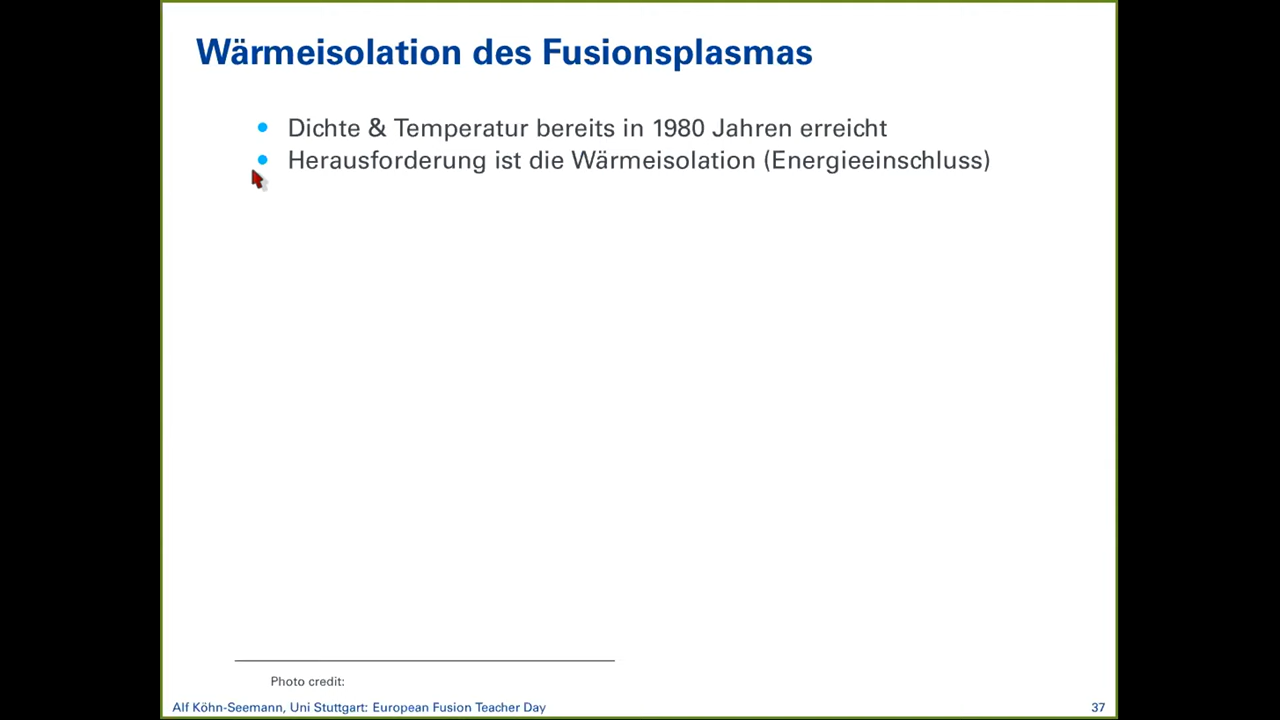 Wärmeisolation des Fusionsplasmas
Dichte & Temperatur bereits in 1980 Jahren erreicht
Herausforderung ist die Wärmeisolation (Energieeinschluss)
Photo credit:
Alf Köhn-Seemann, Uni Stuttgart: European Fusion Teacher Day
37